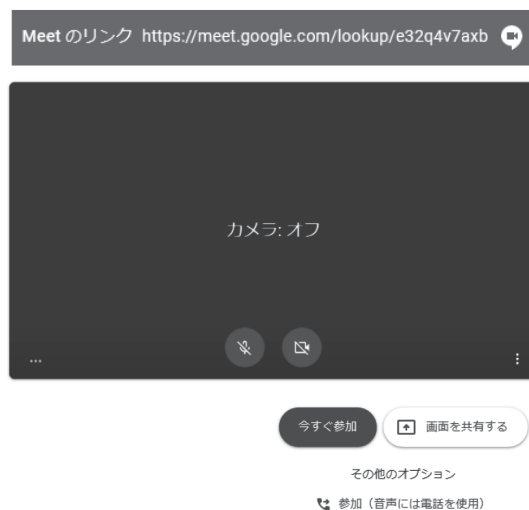 Meet のリンク https://meet.google.com/lookup/e32q4v7axb
カメラ: オフ
今すぐ参加
画面を共有する
その他のオプション
参加（音声には電話を使用）